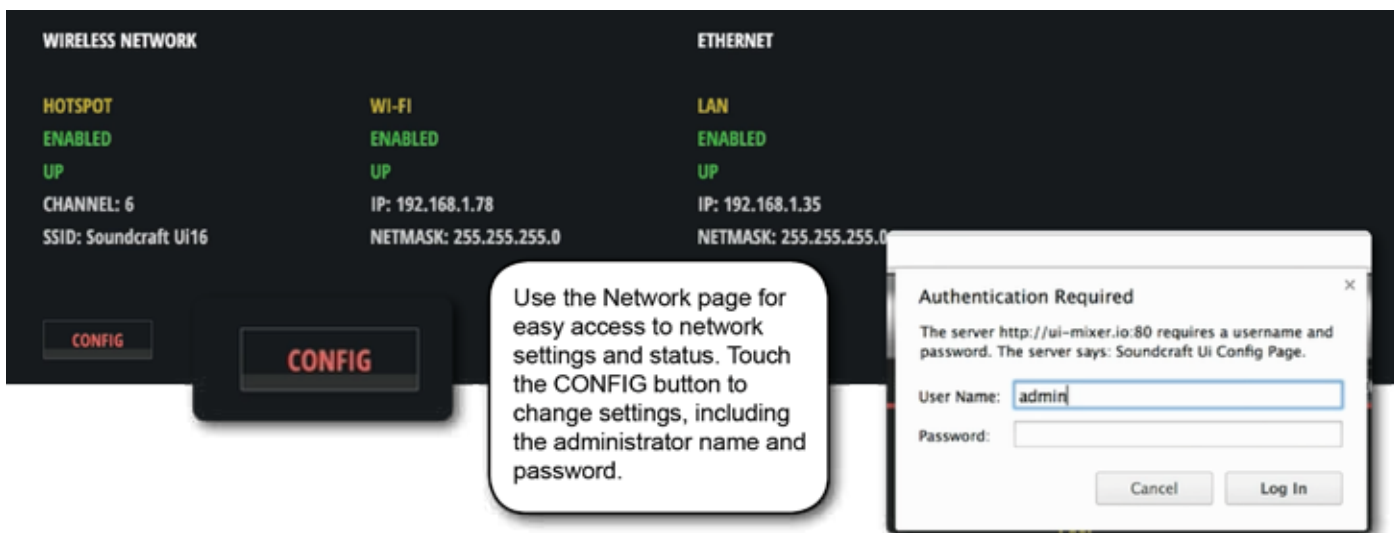 WIRELESS NETWORK
ETHERNET
HOTSPOT
WI-FI
LAN
ENABLED
ENABLED
ENABLED
UP
UP
UP
CHANNEL: 6
IP: 192.168.1.78
IP: 192.168.1.35
SSID: Soundcraft Ui16
NETMASK: 255.255.255.0
NETMASK: 255.255.255.0
CONFIG
CONFIG
Use the Network page for
easy access to network
settings and status. Touch
the CONFIG button to
change settings, including
the administrator name and
password.
Authentication Required
×
The server http://ui-mixer.io:80 requires a username and
password. The server says: Soundcraft Ui Config Page.
User Name: admin
Password:
Cancel
Log In